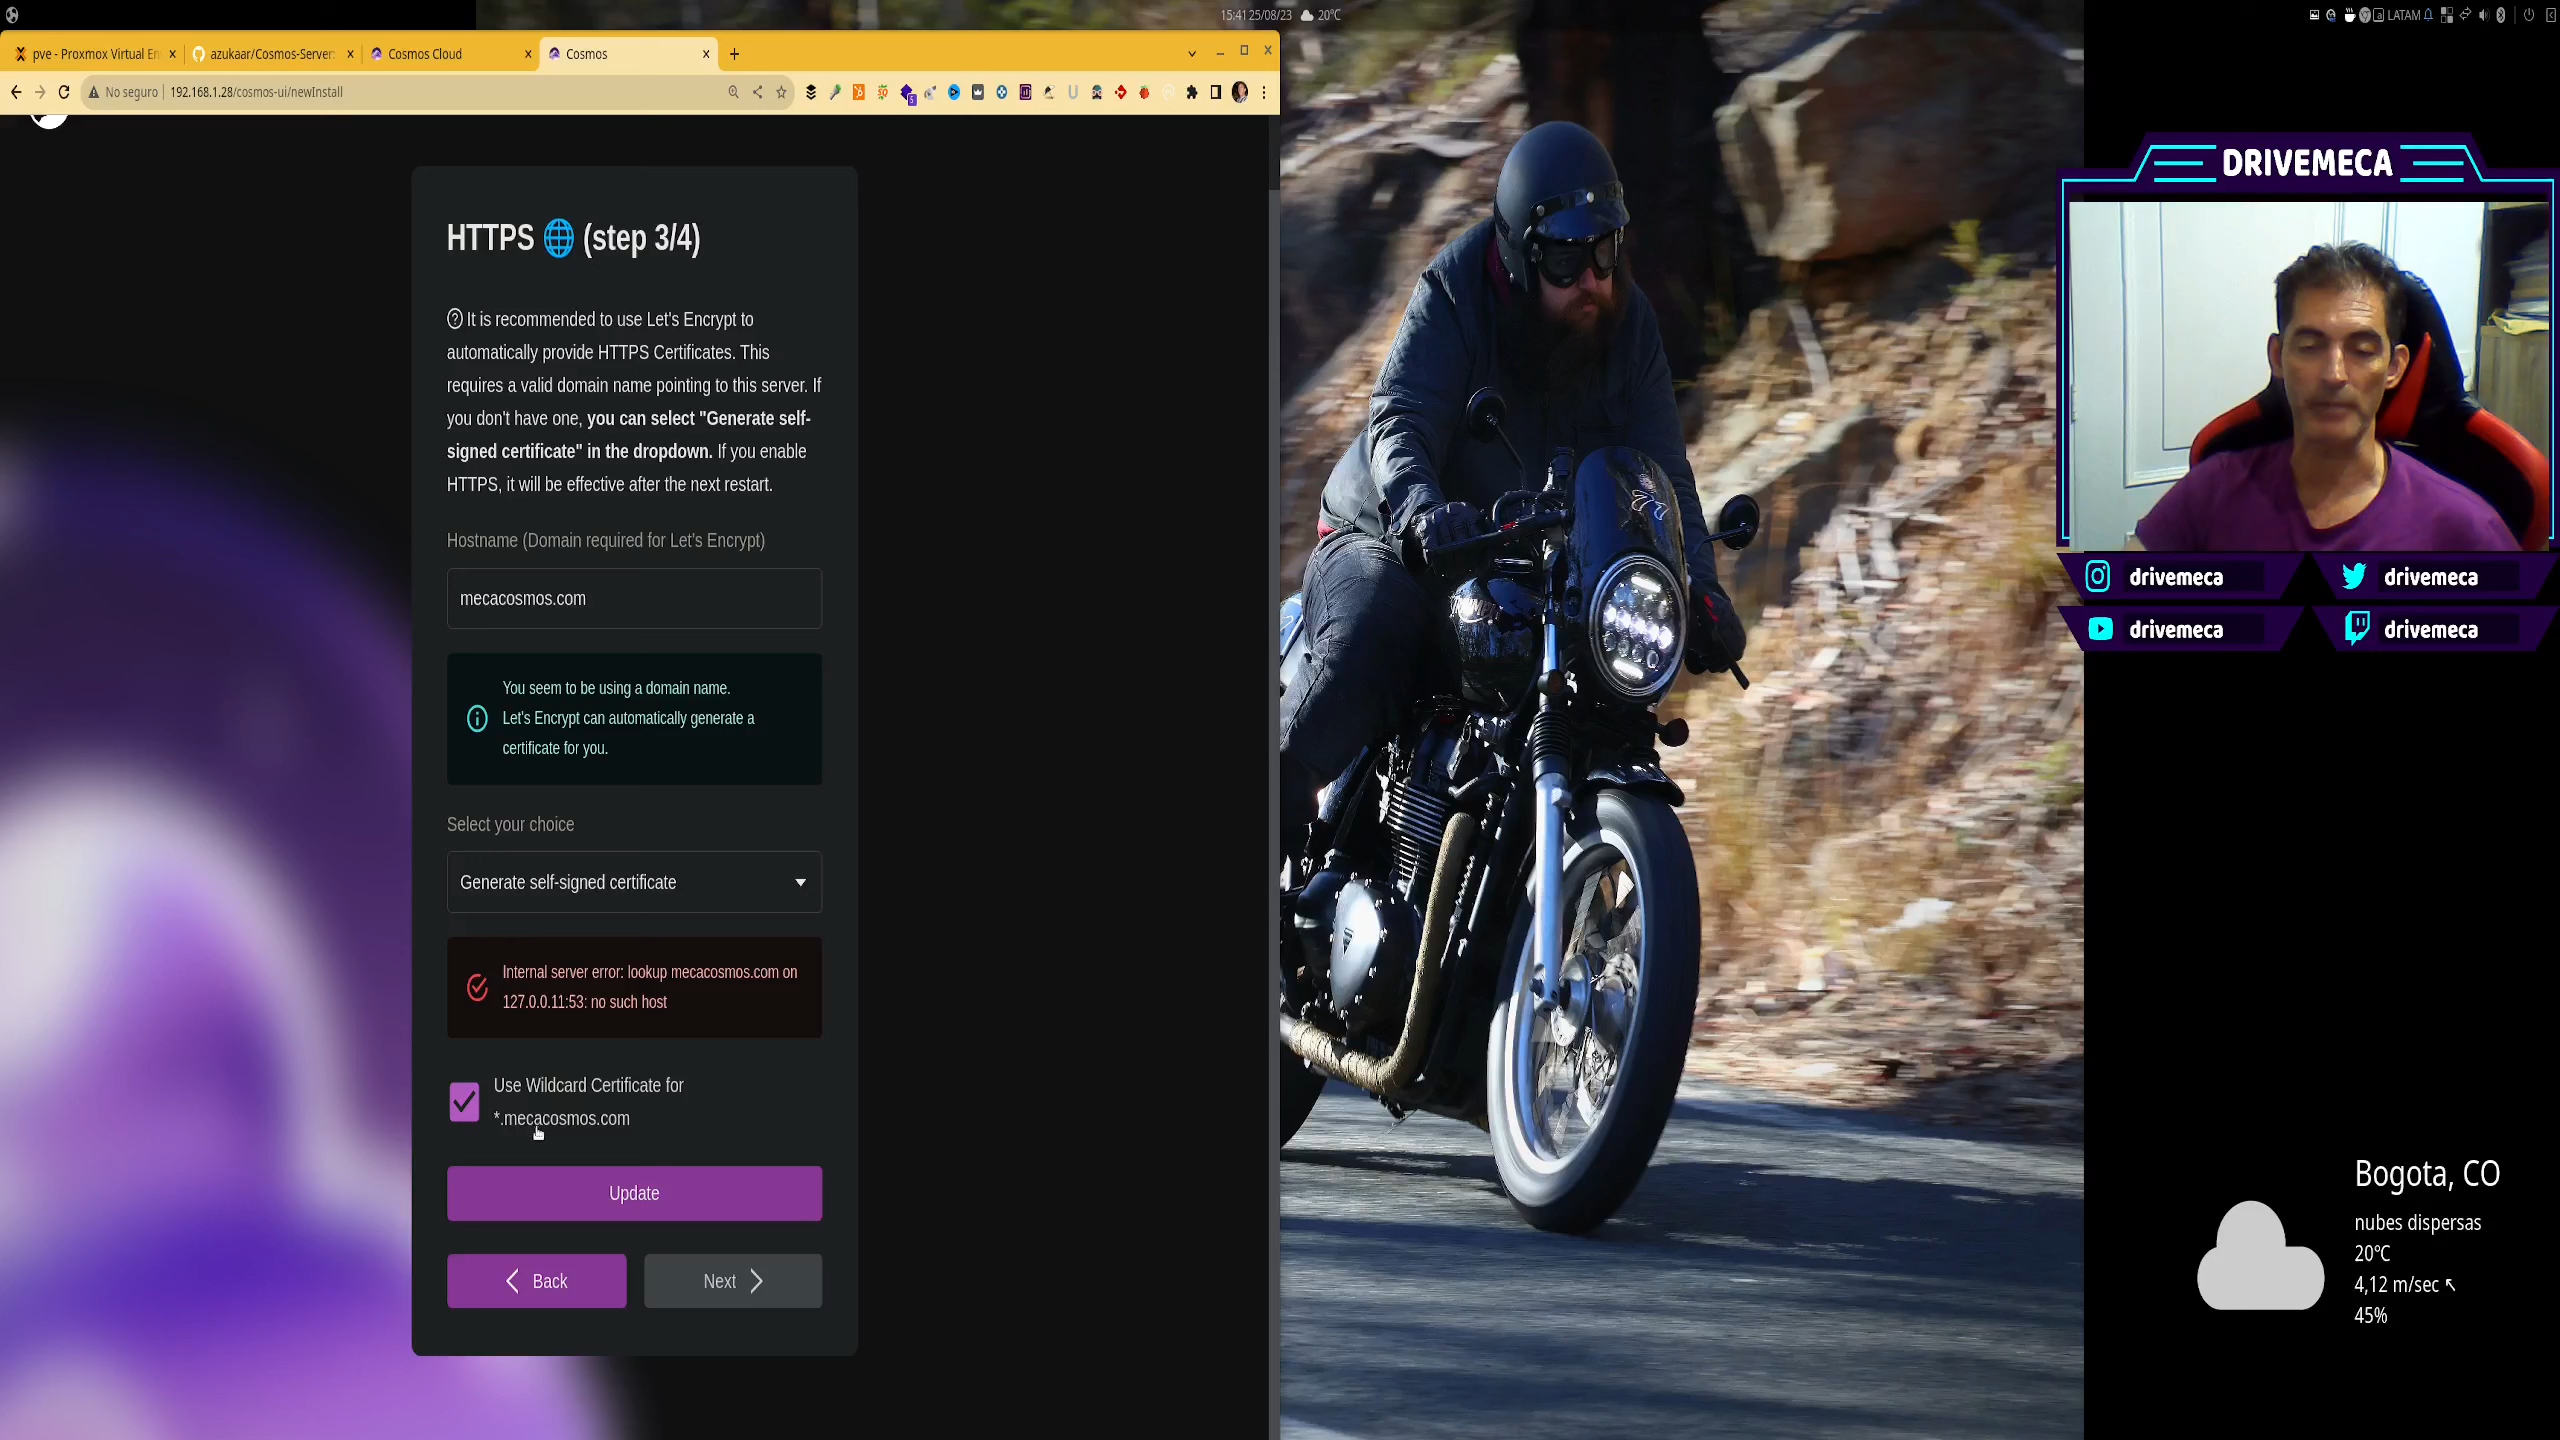 15:41 25/08/23 20°C
LATAM
pve - Proxmox Virtual En
azukaar/Cosmos-Server:
Cosmos Cloud
Cosmos
No seguro
192.168.1.28/cosmos-ui/newInstall
HTTPS 🌐 (step 3/4)
It is recommended to use Let's Encrypt to
automatically provide HTTPS Certificates. This
requires a valid domain name pointing to this server. If
you don't have one, you can select "Generate self-
signed certificate" in the dropdown. If you enable
HTTPS, it will be effective after the next restart.
Hostname (Domain required for Let's Encrypt)
mecacosmos.com
You seem to be using a domain name.
Let's Encrypt can automatically generate a
certificate for you.
Select your choice
Generate self-signed certificate
Internal server error: lookup mecacosmos.com on
127.0.0.11:53: no such host
Use Wildcard Certificate for
*.mecacosmos.com
Update
Back
Next
DRIVEMECA
drivemeca
drivemeca
drivemeca
drivemeca
Bogota, CO
nubes dispersas
20°C
4,12 m/sec ↖
45%